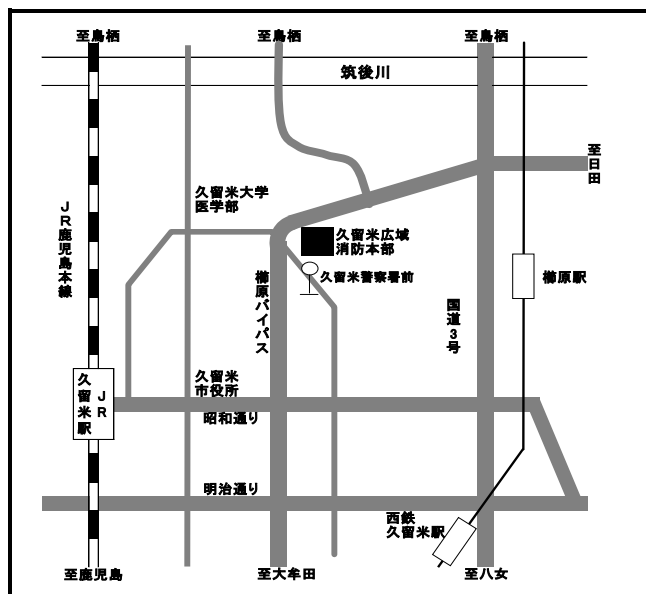 至鳥栖
至鳥栖
至鳥栖
筑後川
至日田
久留米大学
医学部
JR鹿児島本線
久留米広域
消防本部
久留米警察署前
櫛原バイパス
国道3号
櫛原駅
JR
久留米駅
久留米
市役所
昭和通り
明治通り
西鉄
久留米駅
至鹿児島
至大牟田
至八女